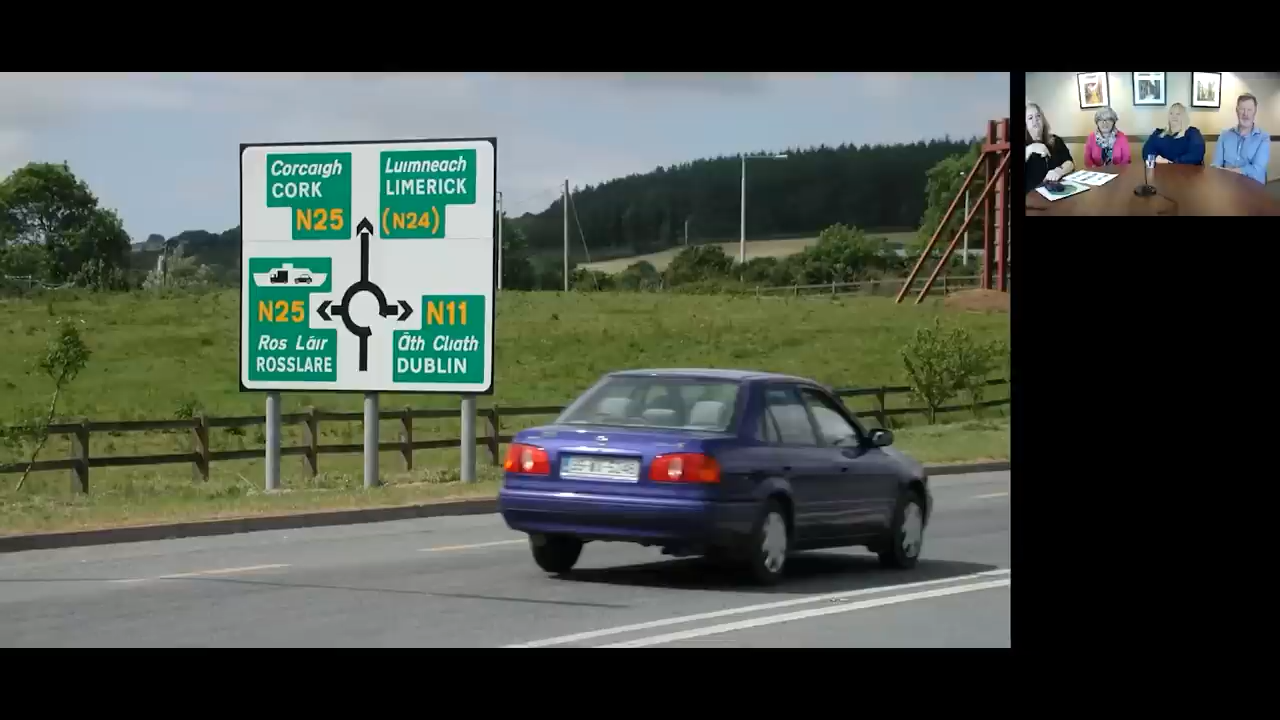 Corcaigh
CORK
N25
Luimneach
LIMERICK
(N24)
N25
Ros Láir
ROSSLARE
N11
Áth Cliath
DUBLIN